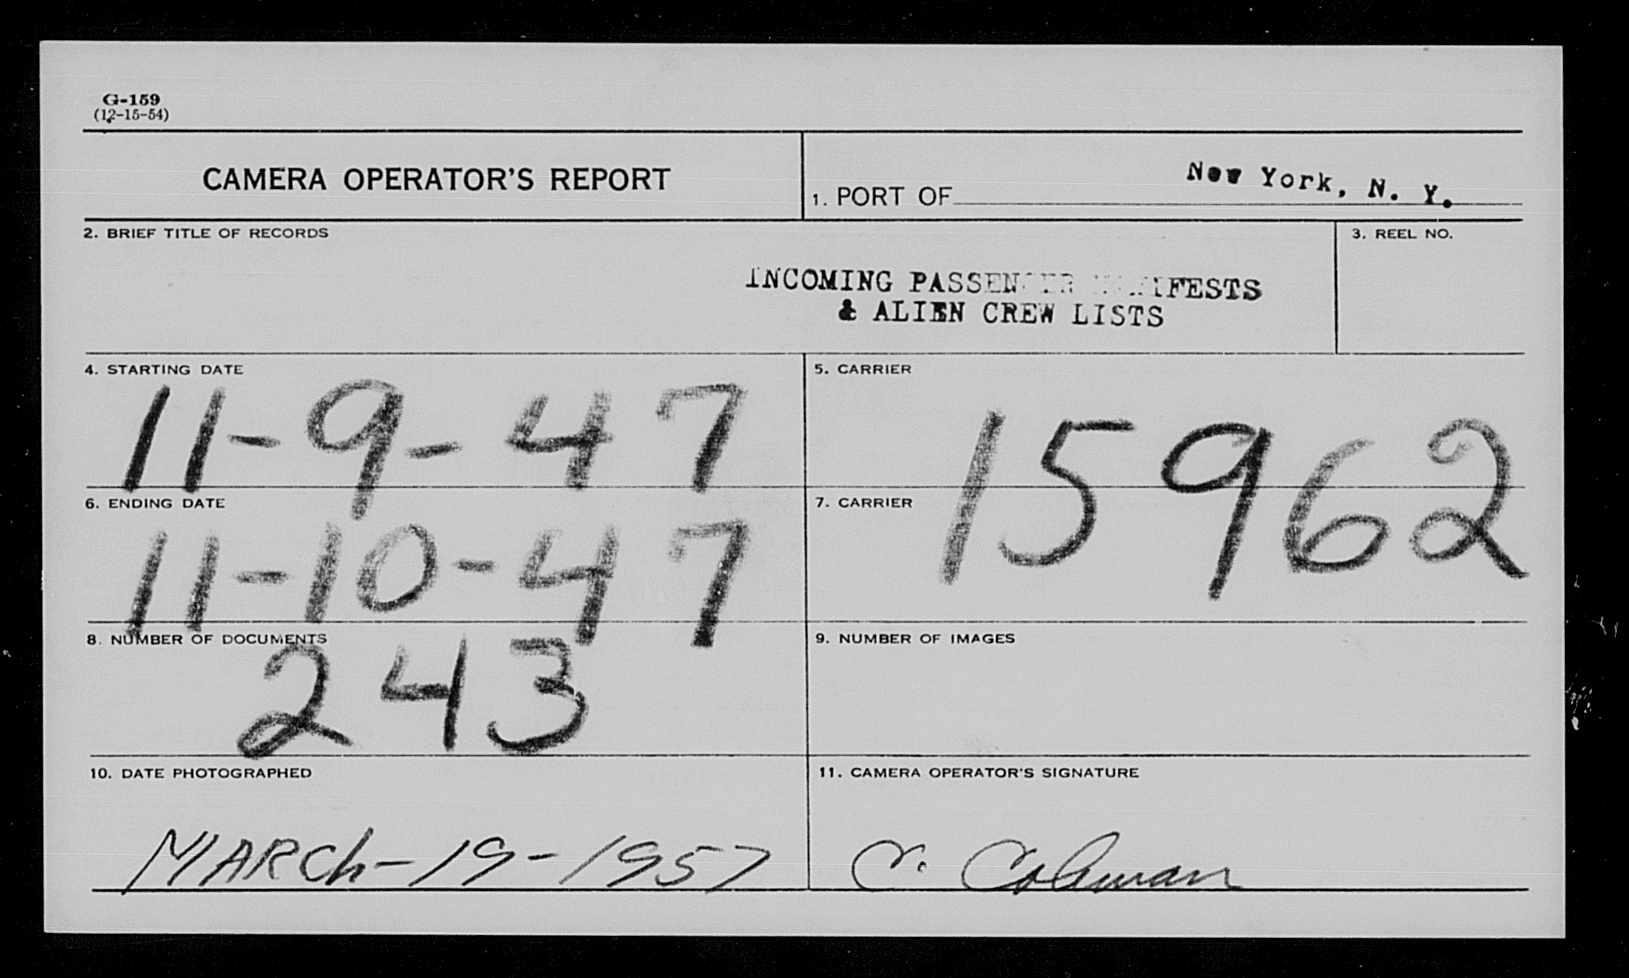 G-159
(12-15-54)
CAMERA OPERATOR'S REPORT
1. PORT OF New York, N. Y.
2. BRIEF TITLE OF RECORDS
3. REEL NO.
INCOMING PASSENGER MANIFESTS
& ALIEN CREW LISTS
4. STARTING DATE
11-9-47
5. CARRIER
15962
6. ENDING DATE
11-10-47
7. CARRIER
8. NUMBER OF DOCUMENTS
243
9. NUMBER OF IMAGES
10. DATE PHOTOGRAPHED
MARCh-19-1957
11. CAMERA OPERATOR'S SIGNATURE